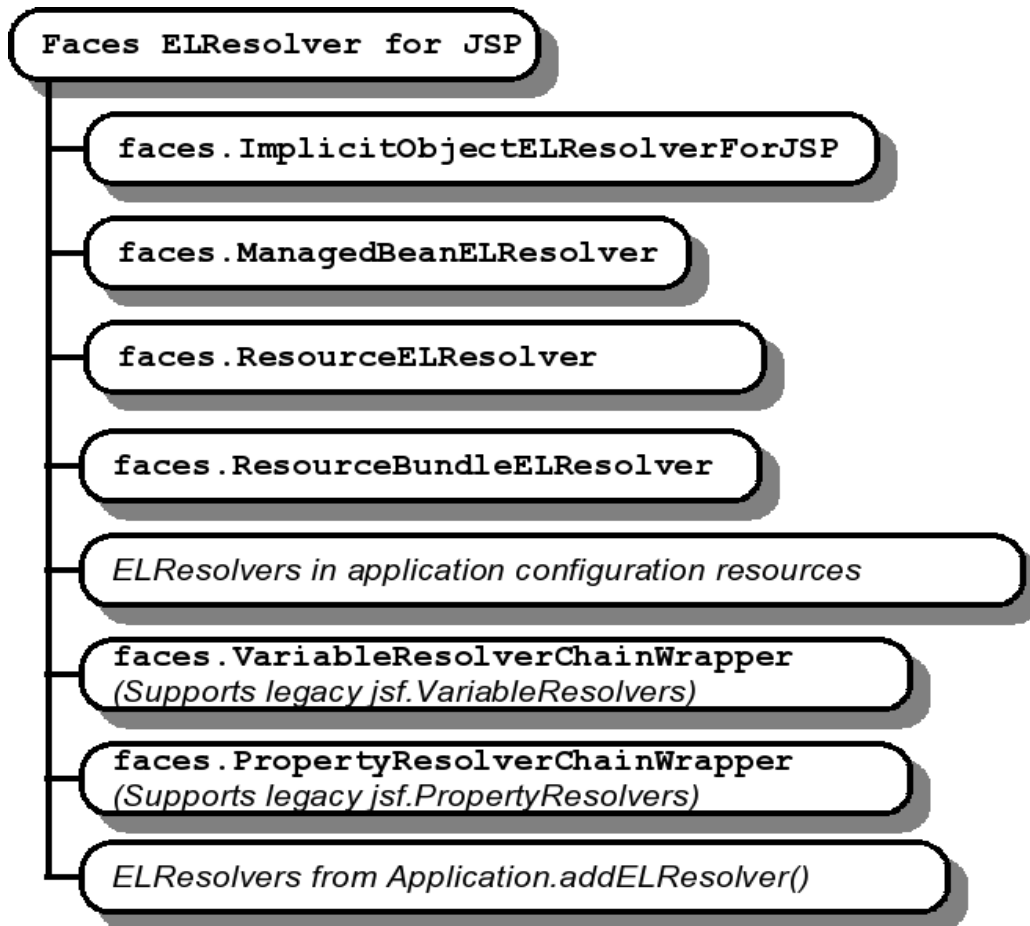 Faces ELResolver for JSP
faces.ImplicitObjectELResolverForJSP
faces.ManagedBeanELResolver
faces.ResourceELResolver
faces.ResourceBundleELResolver
ELResolvers in application configuration resources
faces.VariableResolverChainWrapper
(Supports legacy jsf.VariableResolvers)
faces.PropertyResolverChainWrapper
(Supports legacy jsf.PropertyResolvers)
ELResolvers from Application.addELResolver()